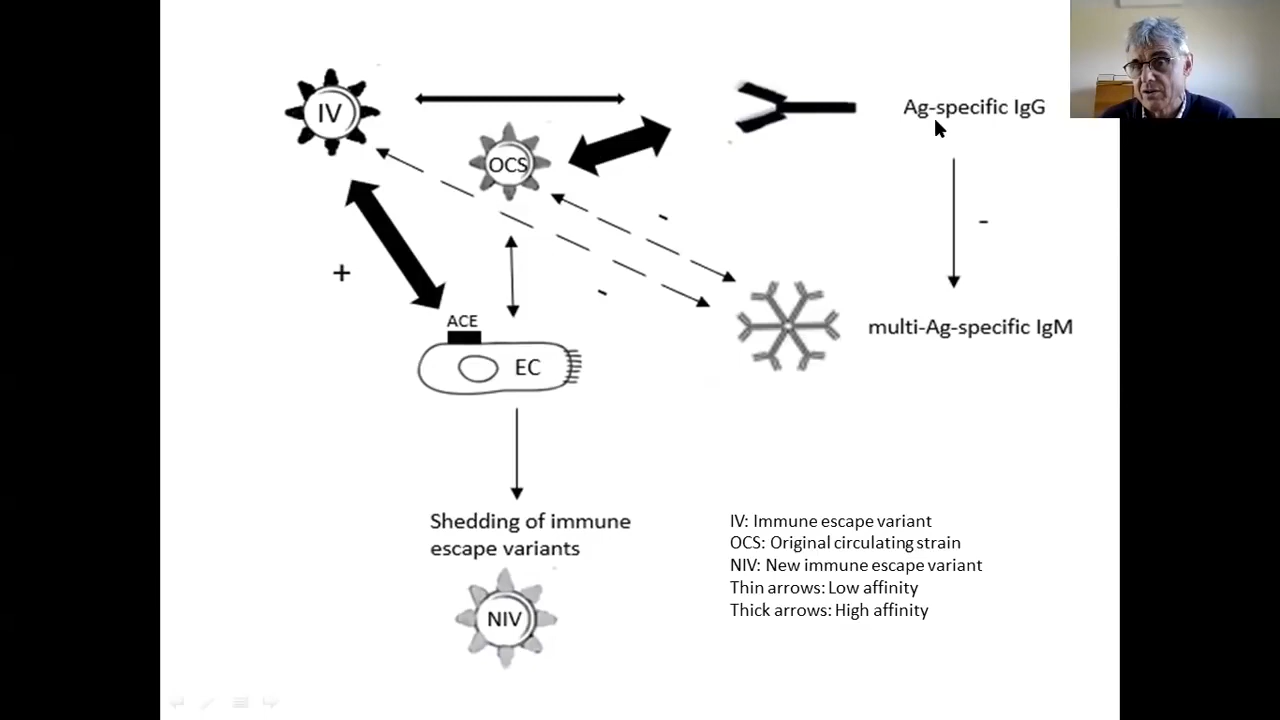 IV
Ag-specific IgG
OCS
-
-
+
-
ACE
multi-Ag-specific IgM
EC
Shedding of immune
escape variants
NIV
IV: Immune escape variant
OCS: Original circulating strain
NIV: New immune escape variant
Thin arrows: Low affinity
Thick arrows: High affinity